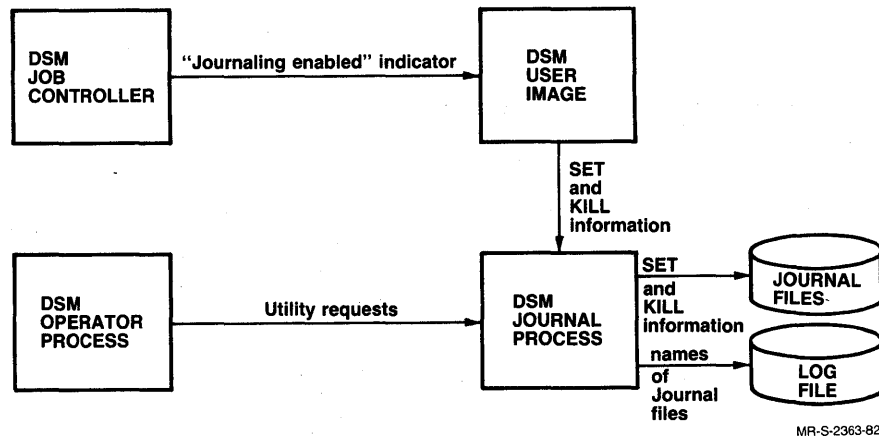 DSM
JOB
CONTROLLER
"Journaling enabled" indicator
DSM
USER
IMAGE
SET
and
KILL
information
DSM
OPERATOR
PROCESS
Utility requests
DSM
JOURNAL
PROCESS
SET
and
KILL
information
JOURNAL
FILES
names
of
Journal
files
LOG
FILE
MR-S-2363-82